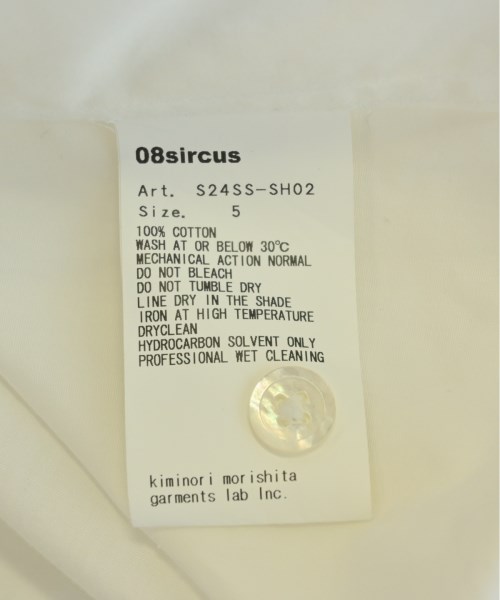 08sircus
Art. S24SS-SH02
Size. 5
100% COTTON
WASH AT OR BELOW 30℃
MECHANICAL ACTION NORMAL
DO NOT BLEACH
DO NOT TUMBLE DRY
LINE DRY IN THE SHADE
IRON AT HIGH TEMPERATURE
DRYCLEAN
HYDROCARBON SOLVENT ONLY
PROFESSIONAL WET CLEANING
kiminori morishita
garments lab Inc.